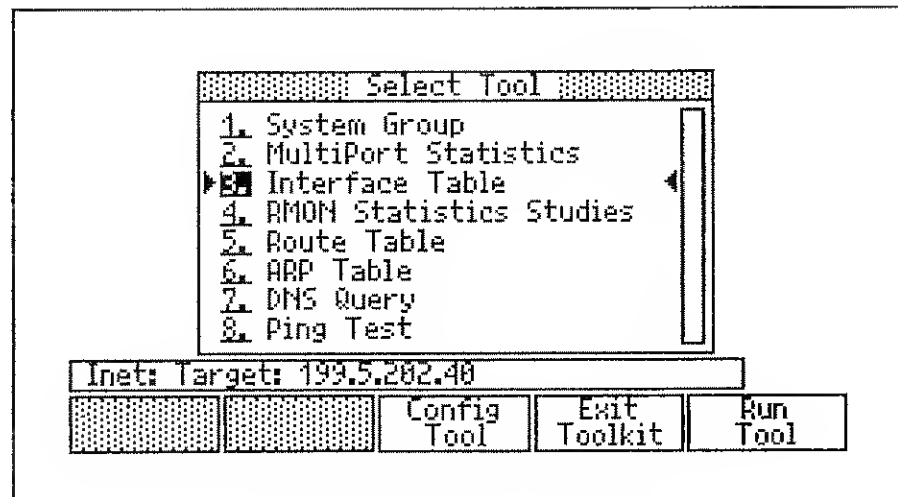 Select Tool
1. System Group
2. MultiPort Statistics
3. Interface Table
4. RMON Statistics Studies
5. Route Table
6. ARP Table
7. DNS Query
8. Ping Test
Inet: Target: 199.5.202.40
Config Tool
Exit Toolkit
Run Tool